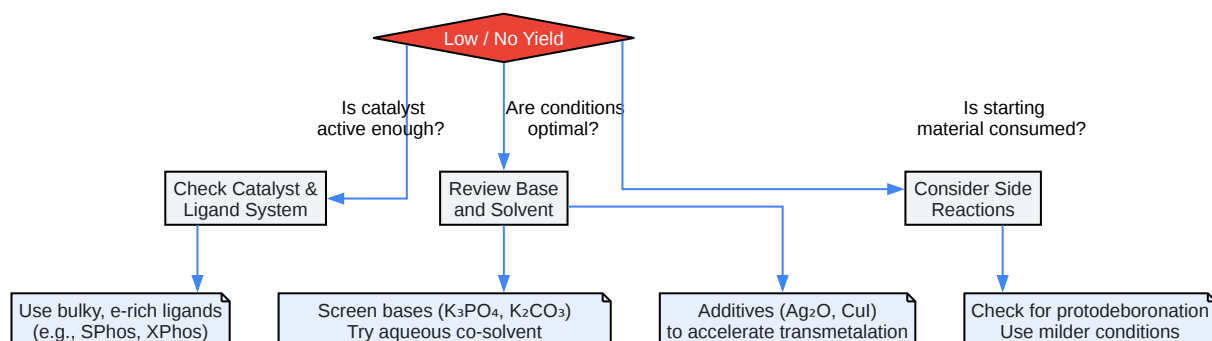 Low / No Yield
Is catalyst
active enough?
Are conditions
optimal?
Is starting
material consumed?
Check Catalyst &
Ligand System
Review Base
and Solvent
Consider Side
Reactions
Use bulky, e-rich ligands
(e.g., SPhos, XPhos)
Screen bases (K₃PO₄, K₂CO₃)
Try aqueous co-solvent
Additives (Ag₂O, CuI)
to accelerate transmetalation
Check for protodeboronation
Use milder conditions